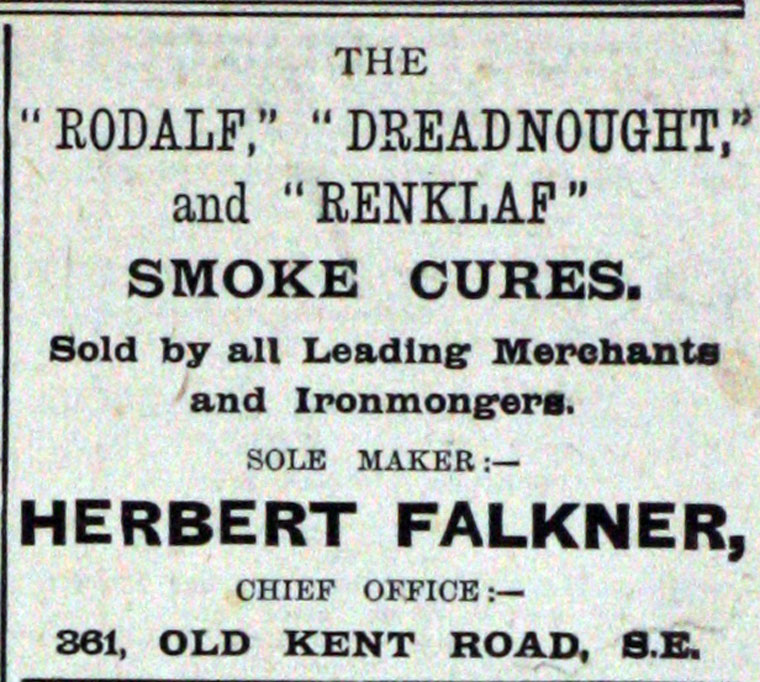 THE
"RODALF," "DREADNOUGHT,"
and "RENKLAF"
SMOKE CURES.
Sold by all Leading Merchants
and Ironmongers.
SOLE MAKER:—
HERBERT FALKNER,
CHIEF OFFICE:—
361, OLD KENT ROAD, S.E.